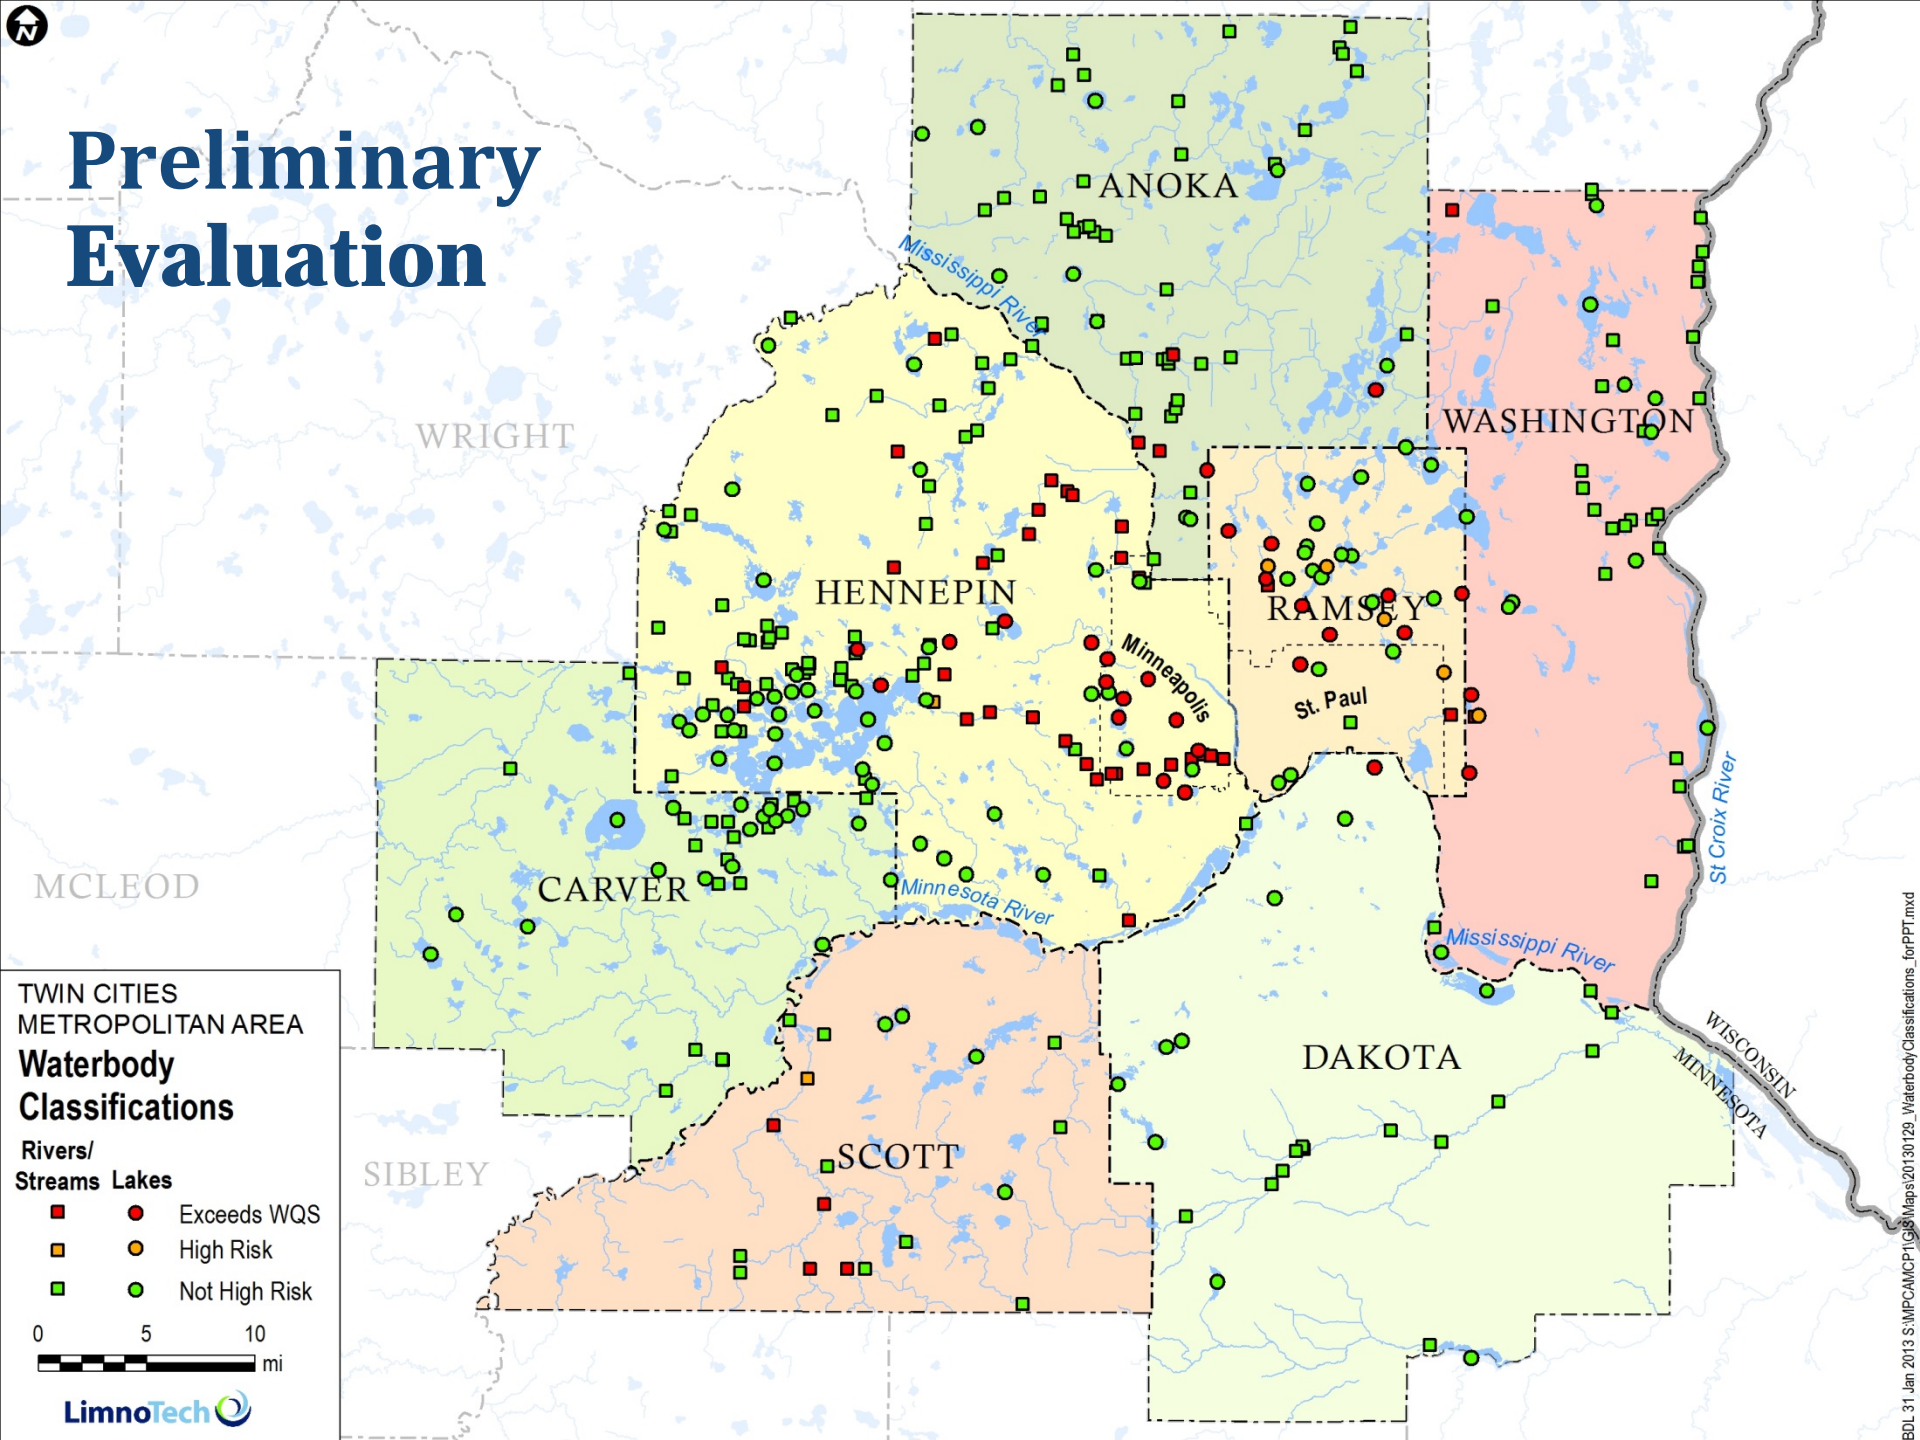 N
Preliminary
Evaluation
ANOKA
Mississippi River
WRIGHT
WASHINGTON
HENNEPIN
RAMSEY
Minneapolis
St. Paul
St Croix River
MCLEOD
CARVER
Minnesota River
Mississippi River
DAKOTA
WISCONSIN
MINNESOTA
SCOTT
SIBLEY
TWIN CITIES
METROPOLITAN AREA
Waterbody
Classifications
Rivers/
Streams Lakes
Exceeds WQS
High Risk
Not High Risk
0 5 10
mi
LimnoTech
BDL 31 Jan 2013 S:\MPCAMCP1\GIS\Maps\20130129_WaterbodyClassifications_forPPT.mxd